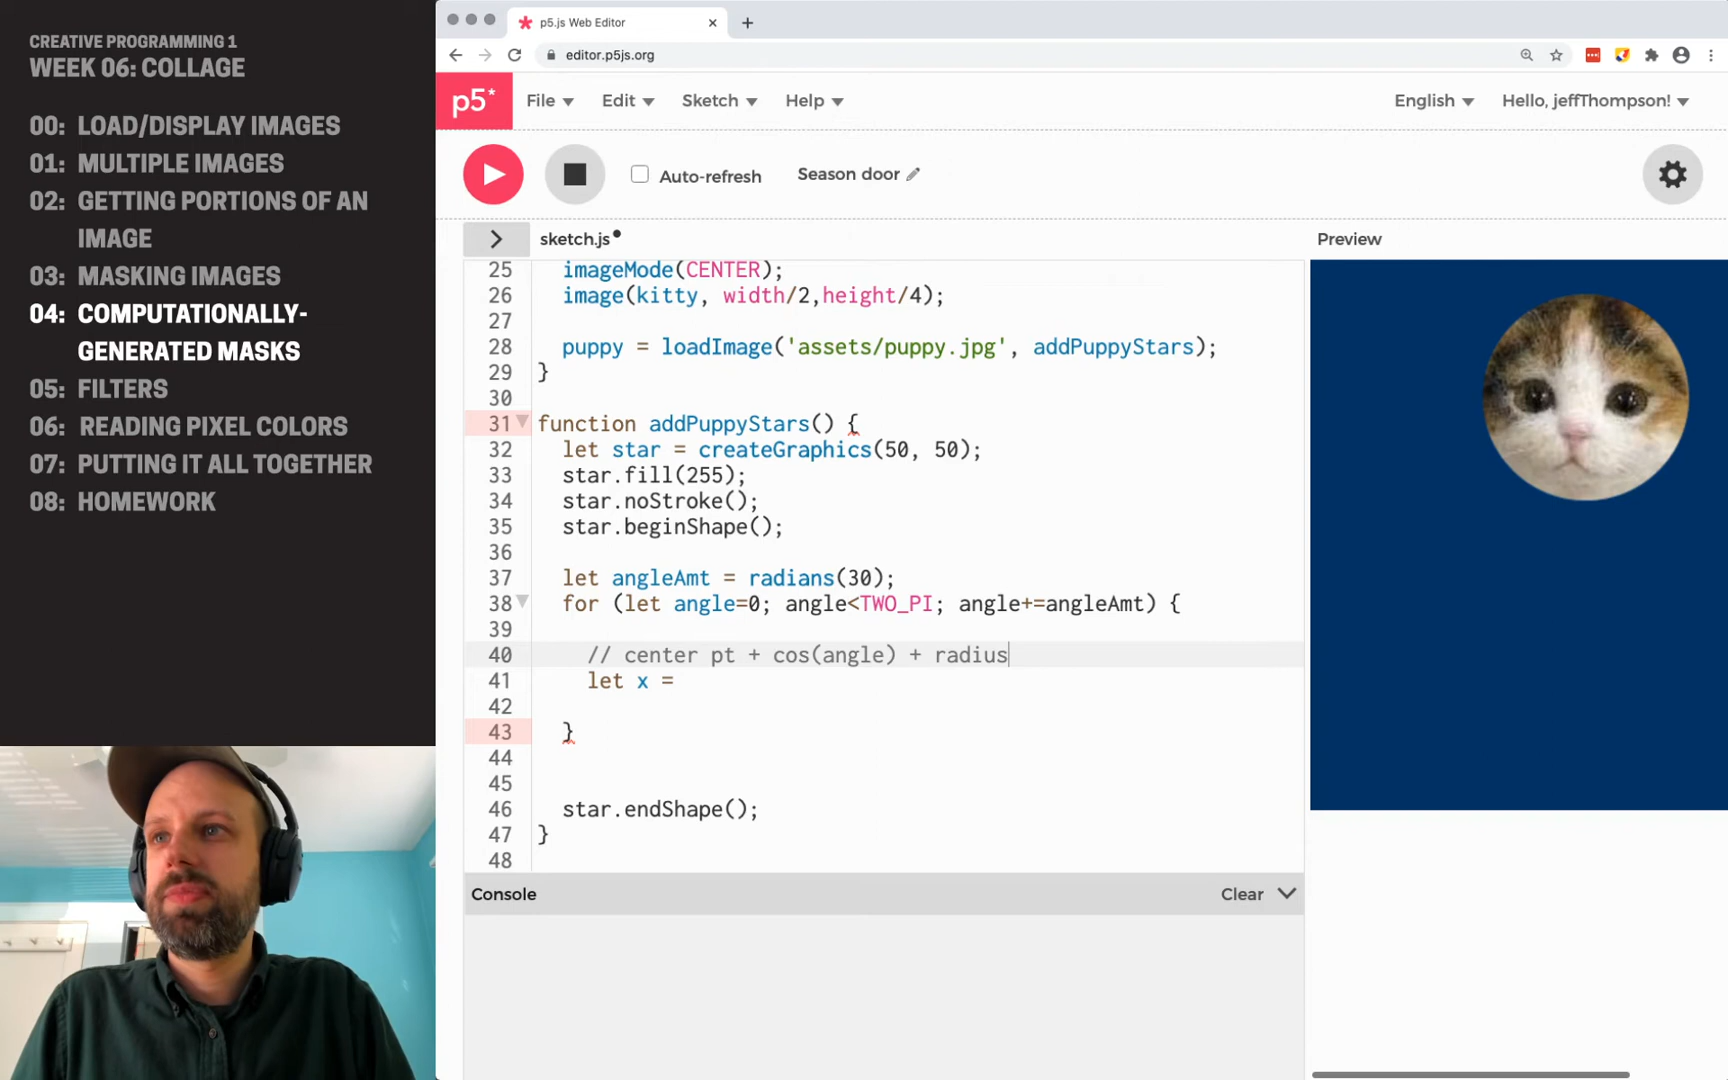 CREATIVE PROGRAMMING 1
WEEK 06: COLLAGE
00: LOAD/DISPLAY IMAGES
01: MULTIPLE IMAGES
02: GETTING PORTIONS OF AN
IMAGE
03: MASKING IMAGES
04: COMPUTATIONALLY-
GENERATED MASKS
05: FILTERS
06: READING PIXEL COLORS
07: PUTTING IT ALL TOGETHER
08: HOMEWORK
p5.js Web Editor
editor.p5js.org
p5* File Edit Sketch Help English Hello, jeffThompson!
Auto-refresh Season door
sketch.js
Preview
25 imageMode(CENTER);
26 image(kitty, width/2,height/4);
27
28 puppy = loadImage('assets/puppy.jpg', addPuppyStars);
29 }
30
31 function addPuppyStars() {
32 let star = createGraphics(50, 50);
33 star.fill(255);
34 star.noStroke();
35 star.beginShape();
36
37 let angleAmt = radians(30);
38 for (let angle=0; angle<TWO_PI; angle+=angleAmt) {
39
40 // center pt + cos(angle) + radius
41 let x =
42
43 }
44
45
46 star.endShape();
47 }
48
Console
Clear